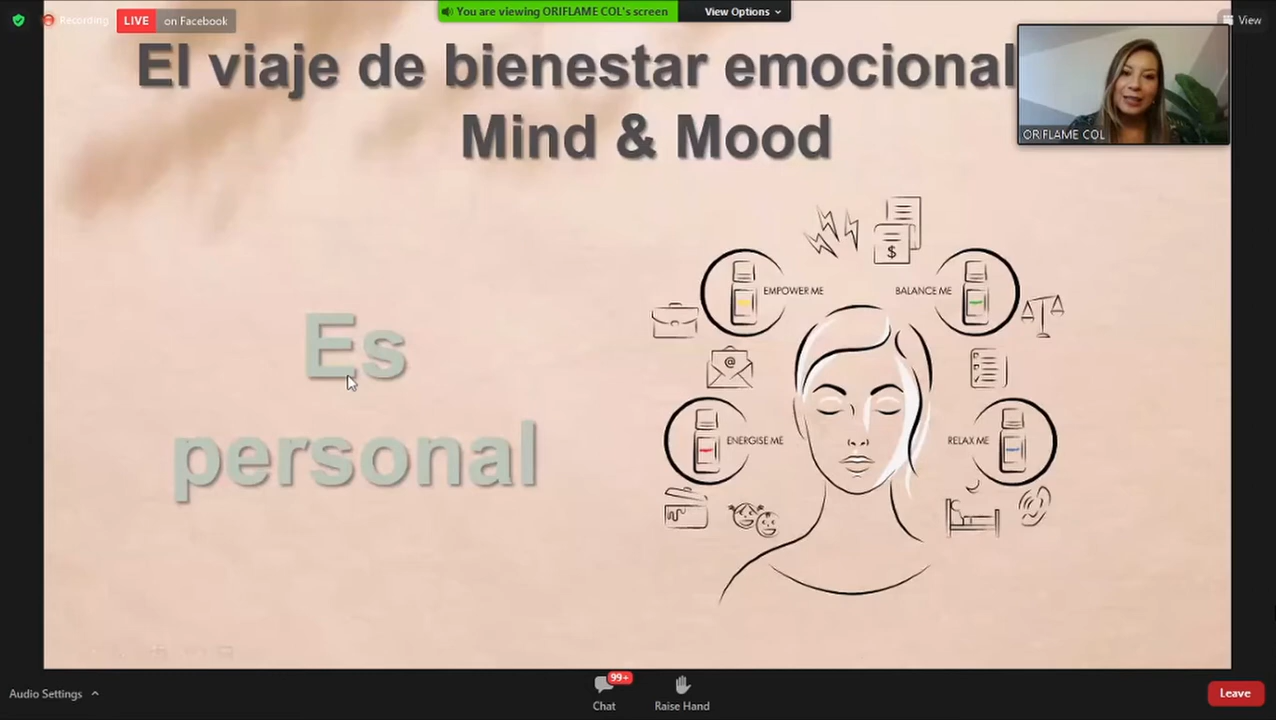 You are viewing ORIFLAME COL's screen
View Options
Recording
LIVE
on Facebook
View
El viaje de bienestar emocional
Mind & Mood
ORIFLAME COL
$
EMPOWER ME
BALANCE ME
@
Es
personal
ENERGISE ME
RELAX ME
Audio Settings
99+
Chat
Raise Hand
Leave